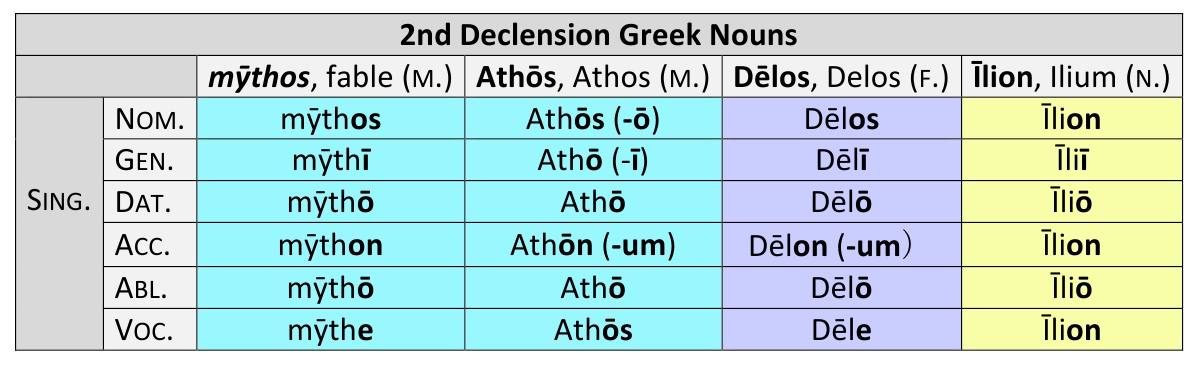 2nd Declension Greek Nouns
mȳthos, fable (M.) Athōs, Athos (M.) Dēlos, Delos (F.) Īlion, Ilium (N.)
NOM. mȳthos Athōs (-ō) Dēlos Īlion
GEN. mȳthī Athō (-ī) Dēlī Īliī
SING. DAT. mȳthō Athō Dēlō Īliō
ACC. mȳthon Athōn (-um) Dēlon (-um） Īlion
ABL. mȳthō Athō Dēlō Īliō
VOC. mȳthe Athōs Dēle Īlion